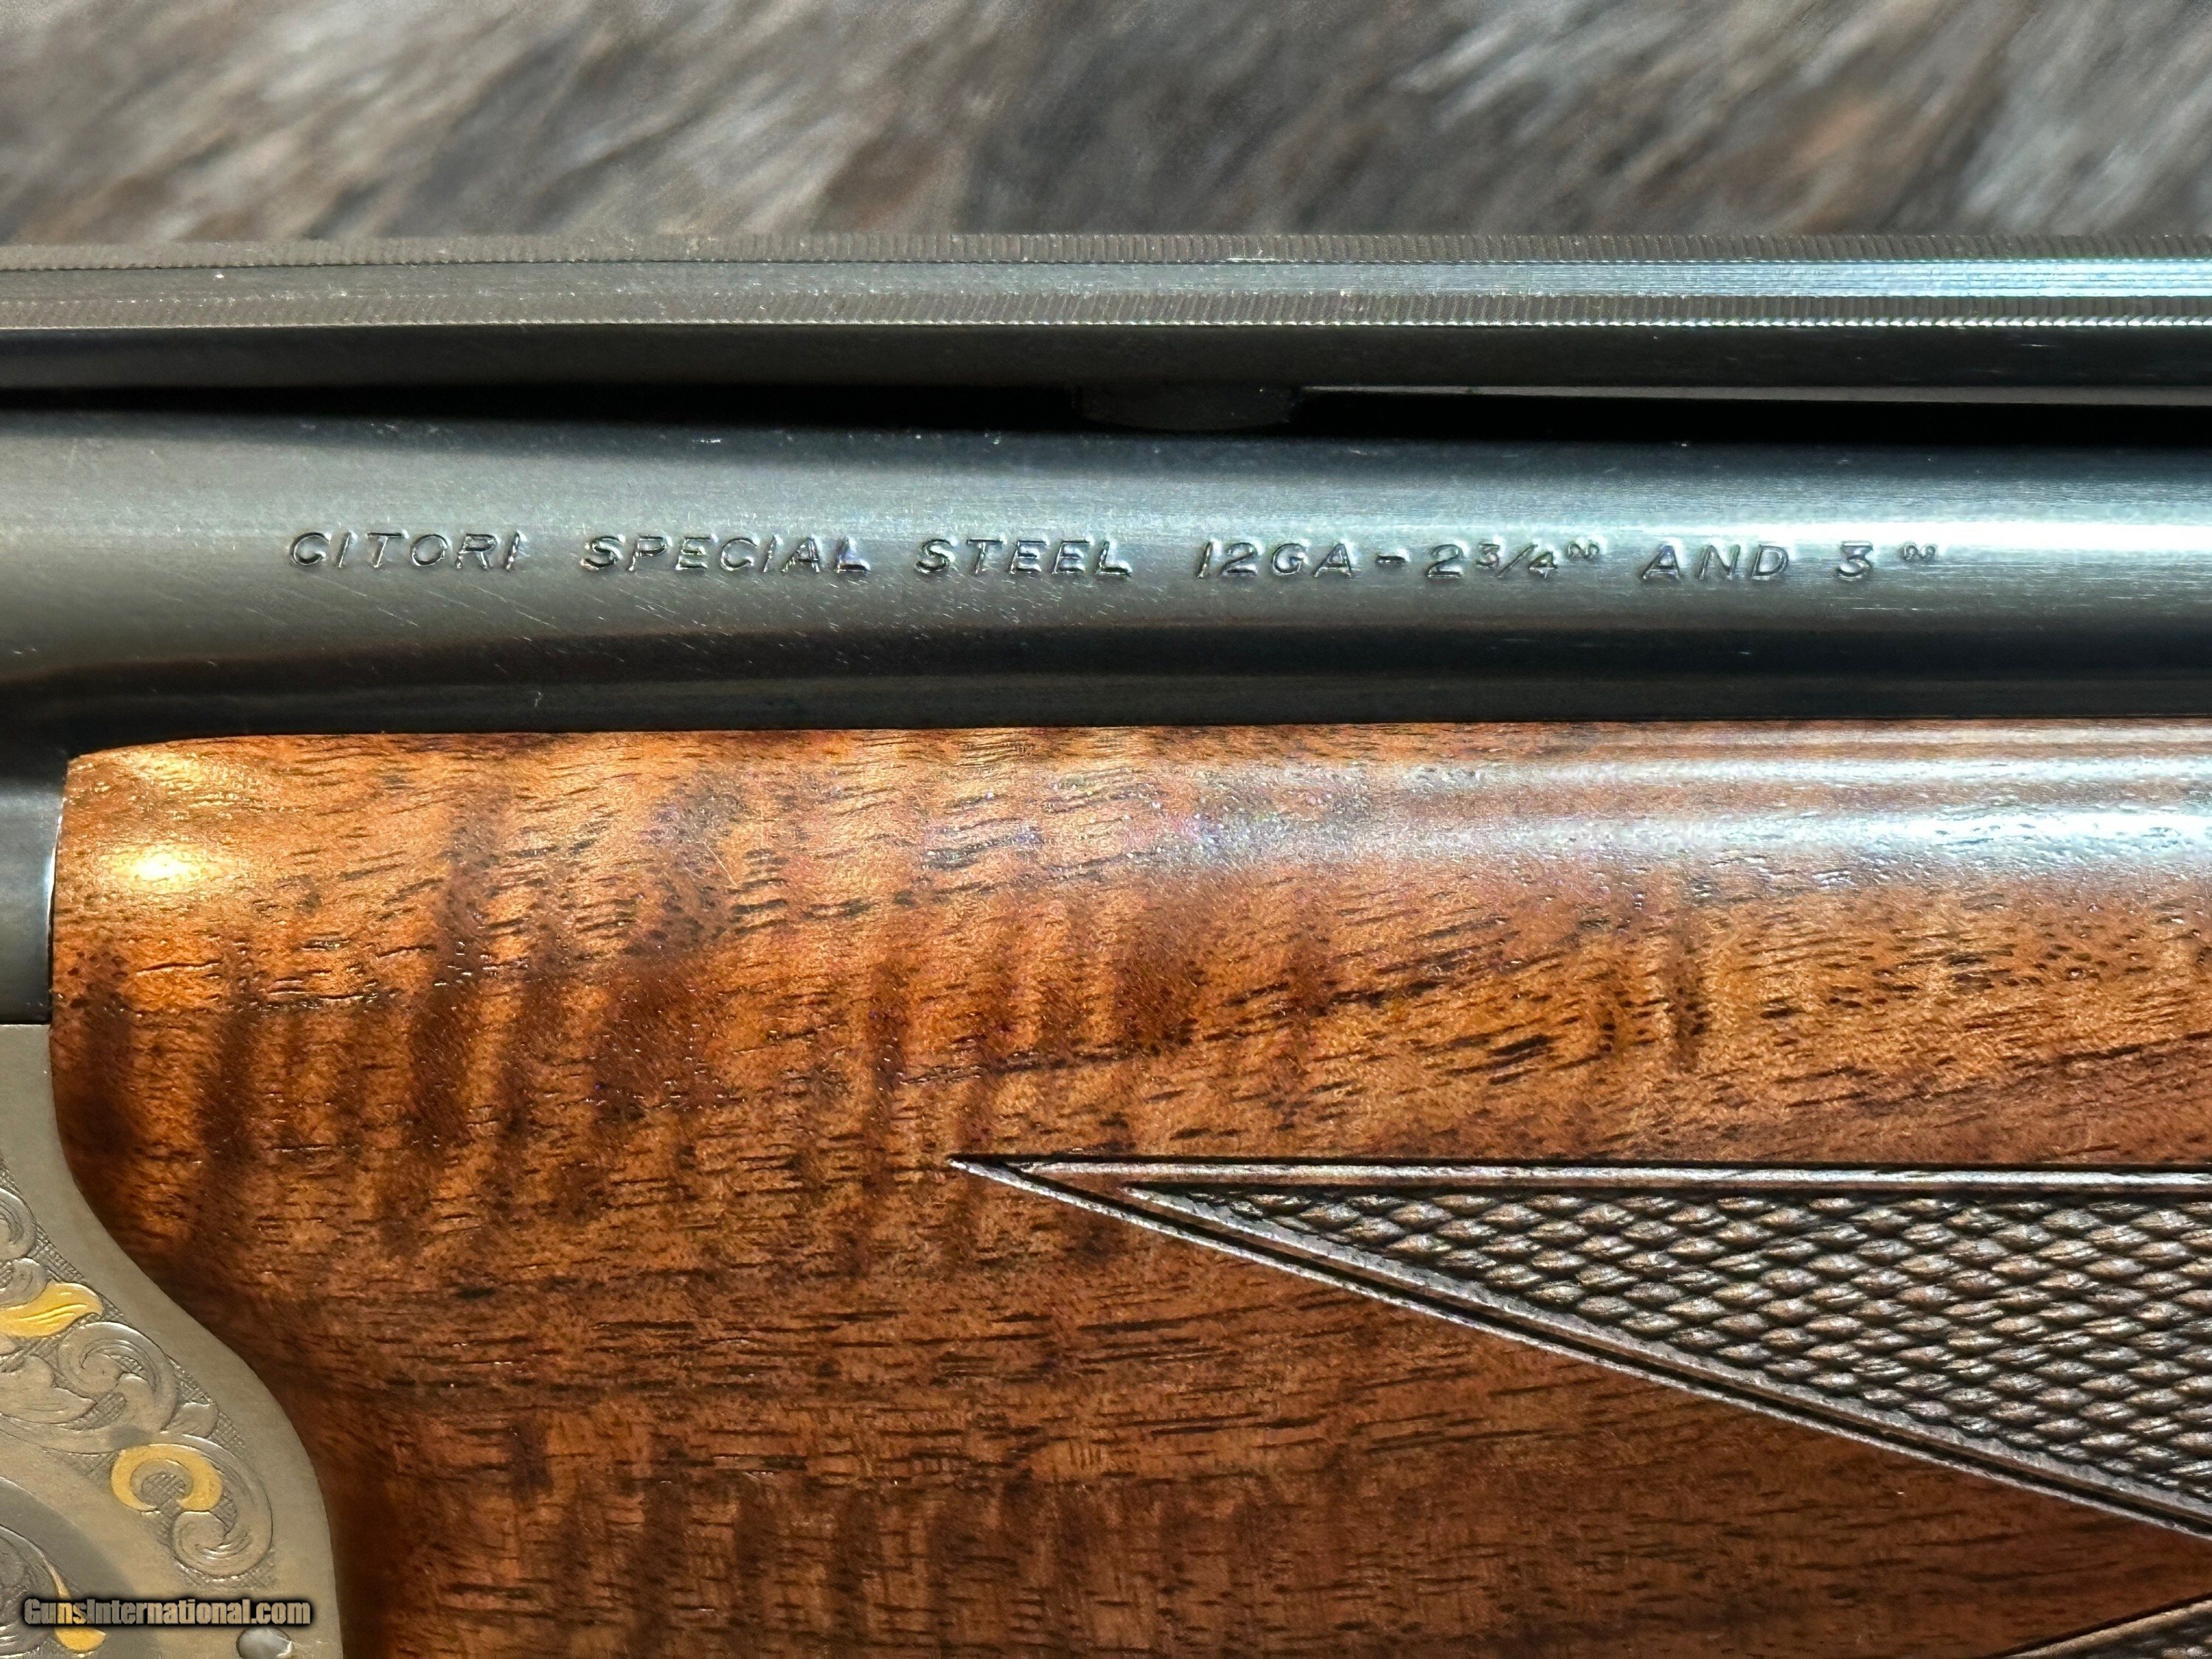 CITORI SPECIAL STEEL 12GA-2¾" AND 3"
GunsInternational.com